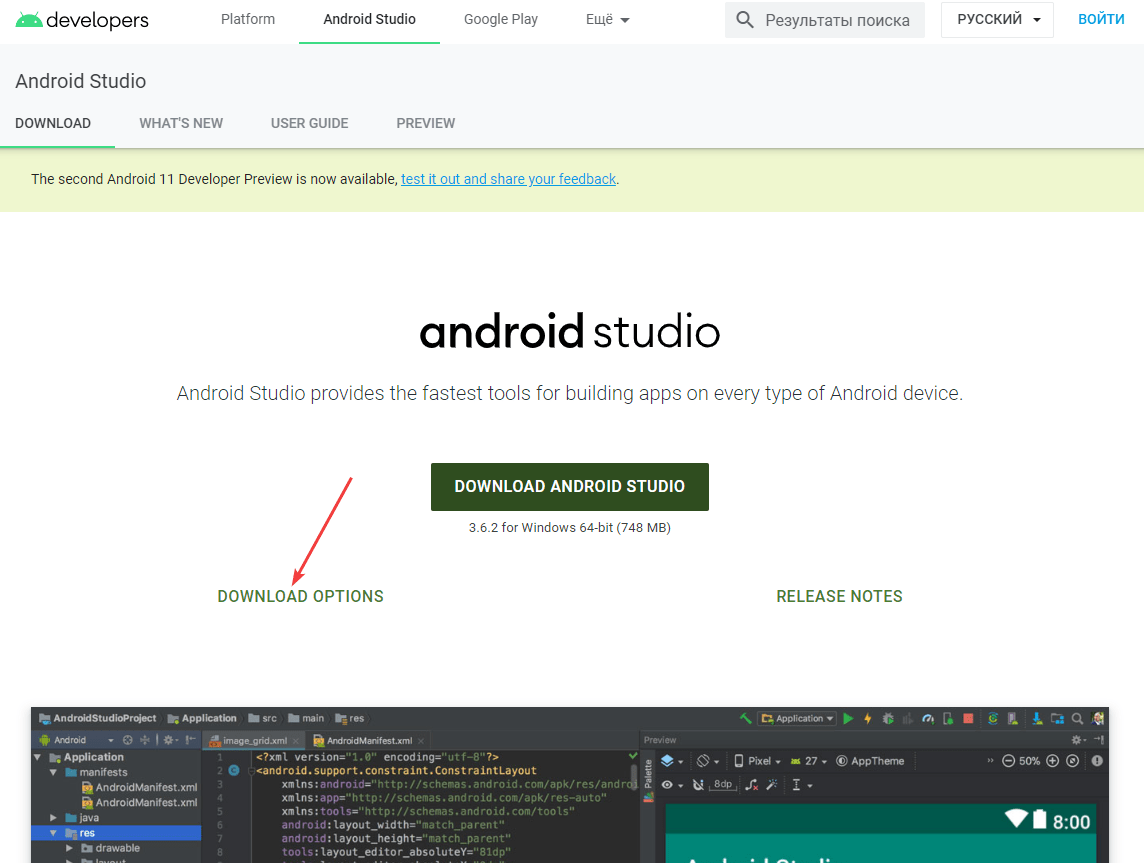 developers Platform Android Studio Google Play Ещё Результаты поиска РУССКИЙ ВОЙТИ
Android Studio
DOWNLOAD WHAT'S NEW USER GUIDE PREVIEW
The second Android 11 Developer Preview is now available, test it out and share your feedback.
android studio
Android Studio provides the fastest tools for building apps on every type of Android device.
DOWNLOAD ANDROID STUDIO
3.6.2 for Windows 64-bit (748 MB)
DOWNLOAD OPTIONS RELEASE NOTES
AndroidStudioProject Application src main res Application
Android image_grid.xml AndroidManifest.xml Preview
Application 1 <?xml version="1.0" encoding="utf-8"?>
manifests 2 <android.support.constraint.ConstraintLayout Palette Pixel 27 AppTheme 50%
AndroidManifest.xml 3 xmlns:android="http://schemas.android.com/apk/res/andro 8dp
AndroidManifest.xml 4 xmlns:app="http://schemas.android.com/apk/res-auto"
java 5 xmlns:tools="http://schemas.android.com/tools"
res 6 android:layout_width="match_parent" 8:00
drawable 7 android:layout_height="match_parent"
8 tools:layout_editor_absoluteY="81dp"